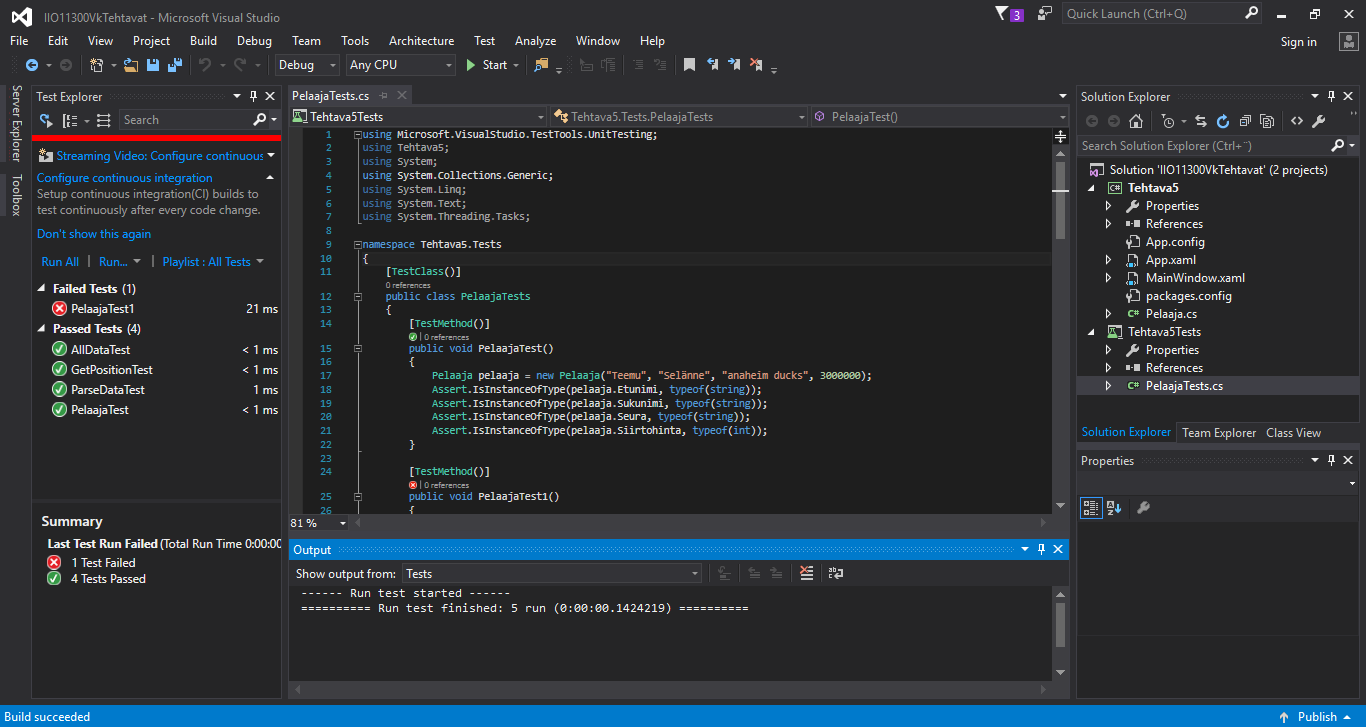 IIO11300VkTehtavat - Microsoft Visual Studio
3
Quick Launch (Ctrl+Q)
File Edit View Project Build Debug Team Tools Architecture Test Analyze Window Help
Sign in
Debug Any CPU Start
Server Explorer
Toolbox
Test Explorer
Search
Streaming Video: Configure continuous
Configure continuous integration
Setup continuous integration(CI) builds to
test continuously after every code change.
Don't show this again
Run All | Run... | Playlist : All Tests
Failed Tests (1)
PelaajaTest1 21 ms
Passed Tests (4)
AllDataTest < 1 ms
GetPositionTest < 1 ms
ParseDataTest 1 ms
PelaajaTest < 1 ms
Summary
Last Test Run Failed (Total Run Time 0:00:00
1 Test Failed
4 Tests Passed
PelaajaTests.cs
Tehtava5Tests Tehtava5.Tests.PelaajaTests PelaajaTest()
1 using Microsoft.VisualStudio.TestTools.UnitTesting;
2 using Tehtava5;
3 using System;
4 using System.Collections.Generic;
5 using System.Linq;
6 using System.Text;
7 using System.Threading.Tasks;
8
9 namespace Tehtava5.Tests
10 {
11 [TestClass()]
0 references
12 public class PelaajaTests
13 {
14 [TestMethod()]
| 0 references
15 public void PelaajaTest()
16 {
17 Pelaaja pelaaja = new Pelaaja("Teemu", "Selänne", "anaheim ducks", 3000000);
18 Assert.IsInstanceOfType(pelaaja.Etunimi, typeof(string));
19 Assert.IsInstanceOfType(pelaaja.Sukunimi, typeof(string));
20 Assert.IsInstanceOfType(pelaaja.Seura, typeof(string));
21 Assert.IsInstanceOfType(pelaaja.Siirtohinta, typeof(int));
22 }
23
24 [TestMethod()]
| 0 references
25 public void PelaajaTest1()
26 {
81 %
Output
Show output from: Tests
------ Run test started ------
========== Run test finished: 5 run (0:00:00.1424219) ==========
Solution Explorer
Search Solution Explorer (Ctrl+¨)
Solution 'IIO11300VkTehtavat' (2 projects)
Tehtava5
Properties
References
App.config
App.xaml
MainWindow.xaml
packages.config
Pelaaja.cs
Tehtava5Tests
Properties
References
PelaajaTests.cs
Solution Explorer Team Explorer Class View
Properties
Build succeeded
Publish